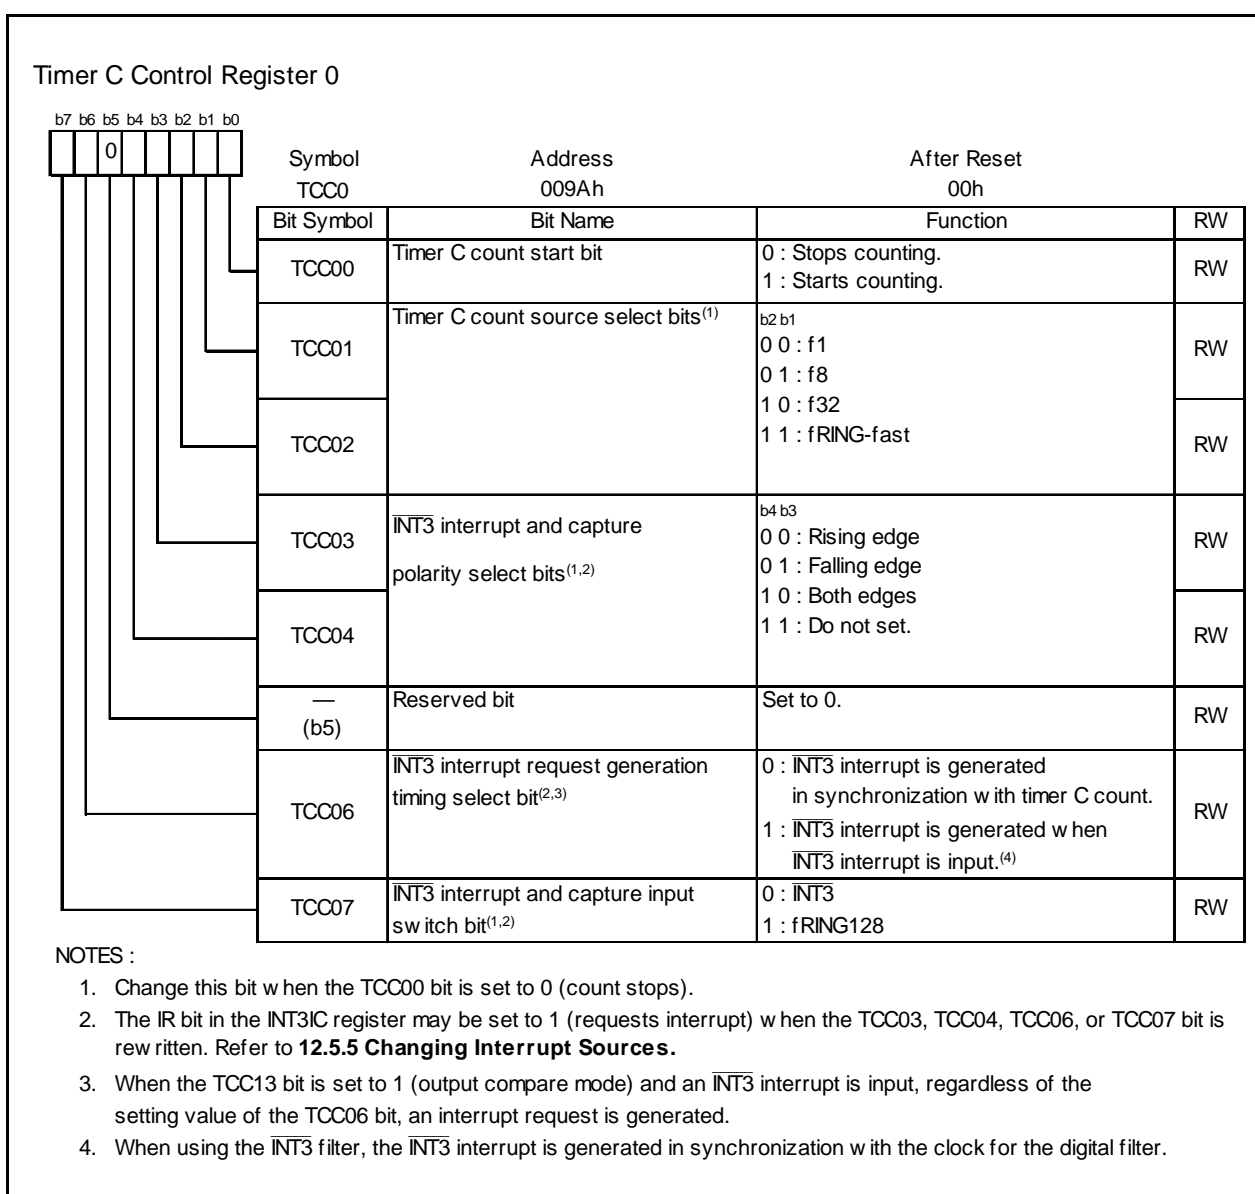 Timer C Control Register 0
b7 b6 b5 b4 b3 b2 b1 b0
0
Symbol Address After Reset
TCC0 009Ah 00h
Bit Symbol Bit Name Function RW
TCC00 Timer C count start bit 0 : Stops counting. RW
1 : Starts counting.
TCC01 Timer C count source select bits(1) b2 b1 RW
0 0 : f1
0 1 : f8
1 0 : f32
TCC02 1 1 : fRING-fast RW
TCC03 INT3 interrupt and capture b4 b3 RW
polarity select bits(1,2) 0 0 : Rising edge
0 1 : Falling edge
1 0 : Both edges
TCC04 1 1 : Do not set. RW
— Reserved bit Set to 0. RW
(b5)
TCC06 INT3 interrupt request generation 0 : INT3 interrupt is generated RW
timing select bit(2,3) in synchronization with timer C count.
1 : INT3 interrupt is generated when
INT3 interrupt is input.(4)
TCC07 INT3 interrupt and capture input 0 : INT3 RW
switch bit(1,2) 1 : fRING128
NOTES :
1. Change this bit when the TCC00 bit is set to 0 (count stops).
2. The IR bit in the INT3IC register may be set to 1 (requests interrupt) when the TCC03, TCC04, TCC06, or TCC07 bit is
rewritten. Refer to 12.5.5 Changing Interrupt Sources.
3. When the TCC13 bit is set to 1 (output compare mode) and an INT3 interrupt is input, regardless of the
setting value of the TCC06 bit, an interrupt request is generated.
4. When using the INT3 filter, the INT3 interrupt is generated in synchronization with the clock for the digital filter.